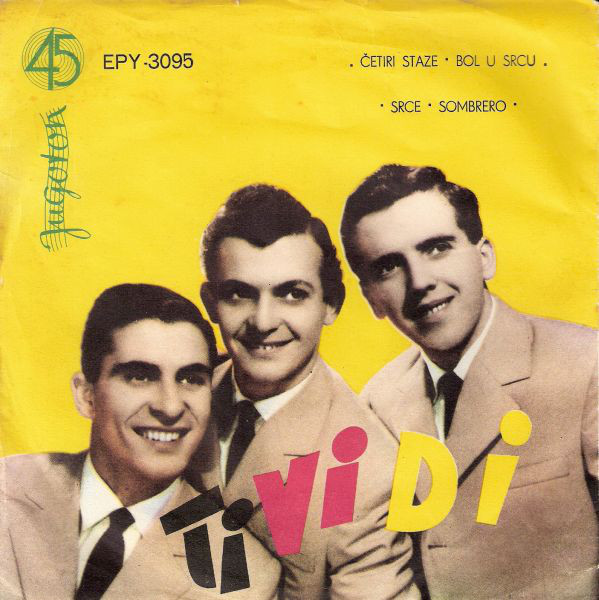 45
EPY-3095
. ČETIRI STAZE • BOL U SRCU .
• SRCE • SOMBRERO •
Jugoton
Ti Vi Di